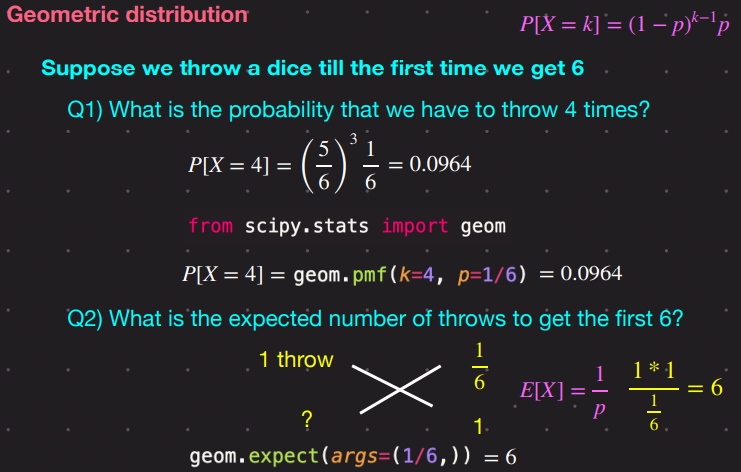 Geometric distribution
P[X = k] = (1 − p)^{k−1}p
Suppose we throw a dice till the first time we get 6
Q1) What is the probability that we have to throw 4 times?
P[X = 4] = (5/6)^3 1/6 = 0.0964
from scipy.stats import geom
P[X = 4] = geom.pmf(k=4, p=1/6) = 0.0964
Q2) What is the expected number of throws to get the first 6?
1 throw 1/6
? 1
E[X] = 1/p
1 * 1 / 1/6 = 6
geom.expect(args=(1/6,)) = 6